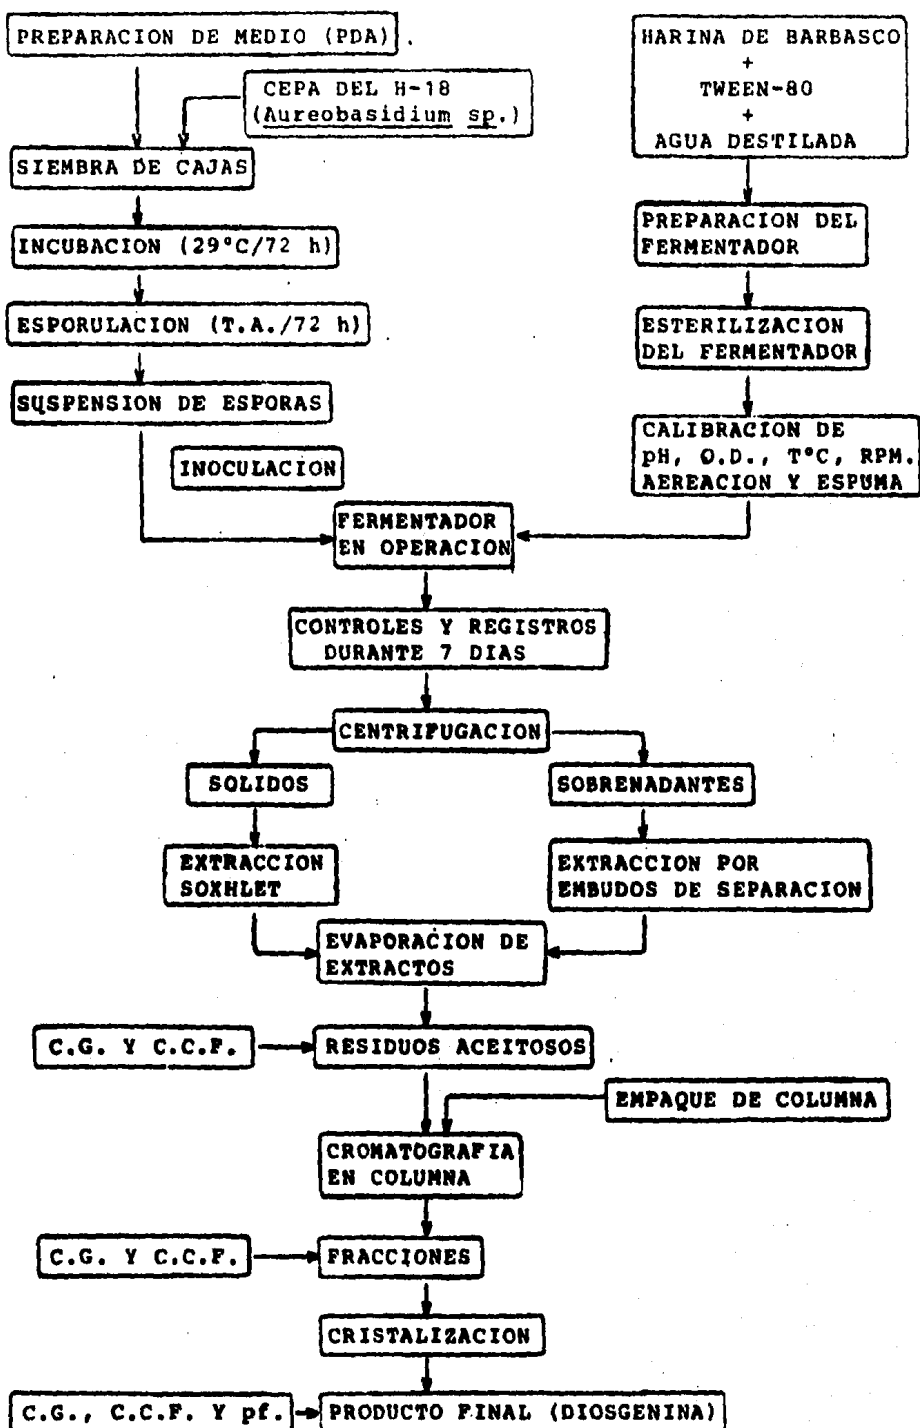 PREPARACION DE MEDIO (PDA) .
CEPA DEL H-18
(Aureobasidium sp.)
SIEMBRA DE CAJAS
INCUBACION (29°C/72 h)
ESPORULACION (T.A./72 h)
SUSPENSION DE ESPORAS
INOCULACION
HARINA DE BARBASCO
+
TWEEN-80
+
AGUA DESTILADA
PREPARACION DEL
FERMENTADOR
ESTERILIZACION
DEL FERMENTADOR
CALIBRACION DE
pH, O.D., T°C, RPM.
AEREACION Y ESPUMA
FERMENTADOR
EN OPERACION
CONTROLES Y REGISTROS
DURANTE 7 DIAS
CENTRIFUGACION
SOLIDOS
SOBRENADANTES
EXTRACCION
SOXHLET
EXTRACCION POR
EMBUDOS DE SEPARACION
EVAPORACION DE
EXTRACTOS
C.G. Y C.C.F.
RESIDUOS ACEITOSOS
EMPAQUE DE COLUMNA
CROMATOGRAFIA
EN COLUMNA
C.G. Y C.C.F.
FRACCIONES
CRISTALIZACION
C.G., C.C.F. Y pf.
PRODUCTO FINAL (DIOSGENINA)